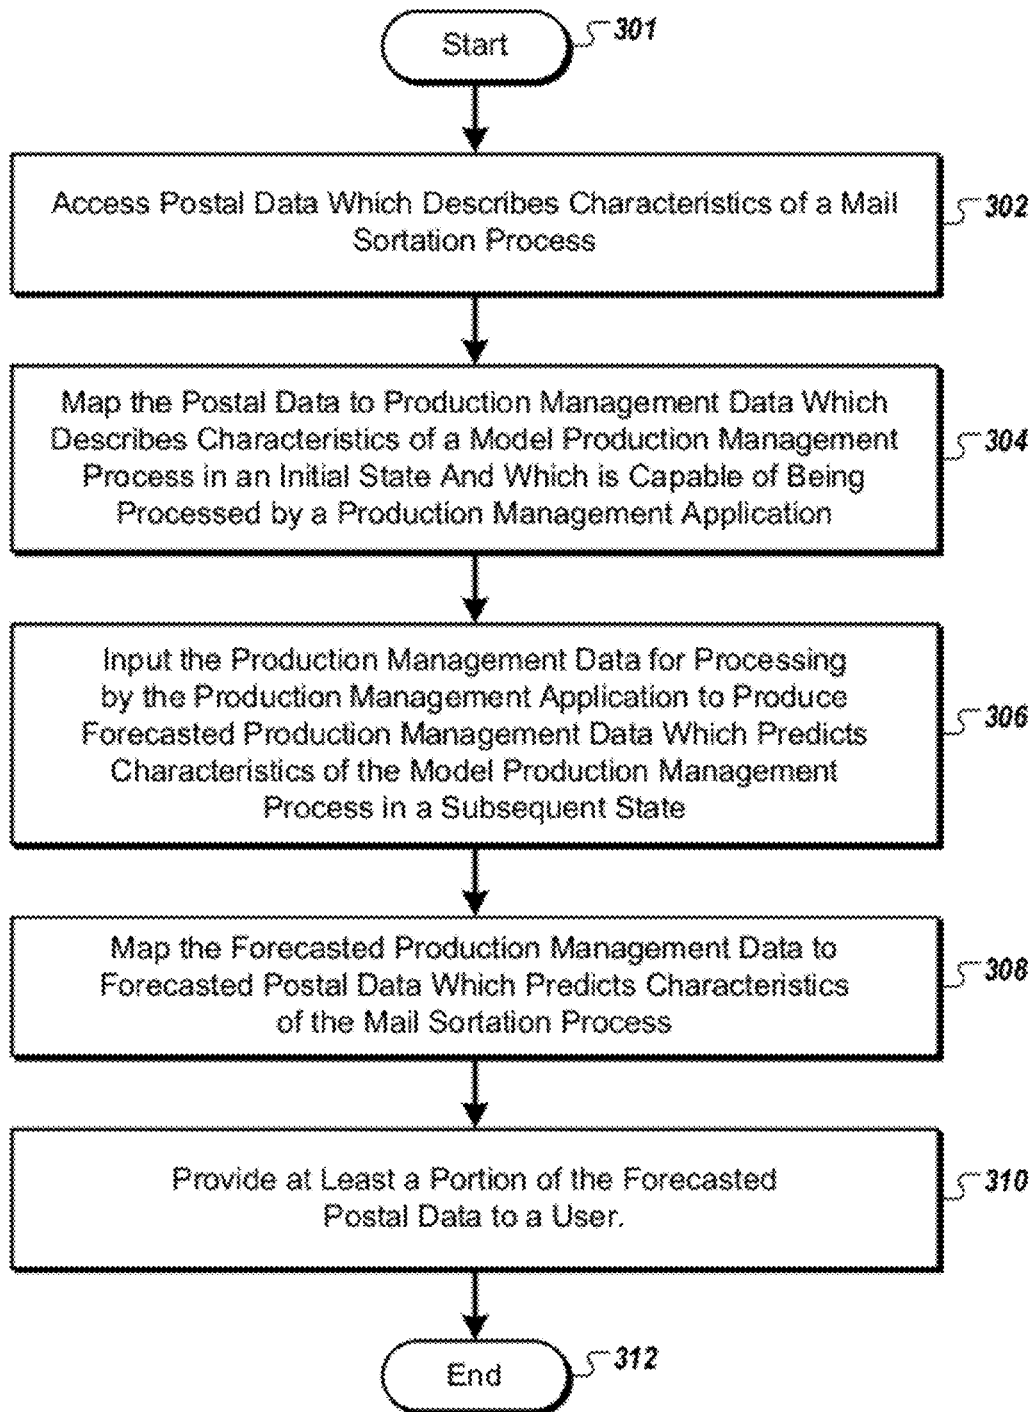 Start
301
Access Postal Data Which Describes Characteristics of a Mail
Sortation Process
302
Map the Postal Data to Production Management Data Which
Describes Characteristics of a Model Production Management
Process in an Initial State And Which is Capable of Being
Processed by a Production Management Application
304
Input the Production Management Data for Processing
by the Production Management Application to Produce
Forecasted Production Management Data Which Predicts
Characteristics of the Model Production Management
Process in a Subsequent State
306
Map the Forecasted Production Management Data to
Forecasted Postal Data Which Predicts Characteristics
of the Mail Sortation Process
308
Provide at Least a Portion of the Forecasted
Postal Data to a User.
310
End
312